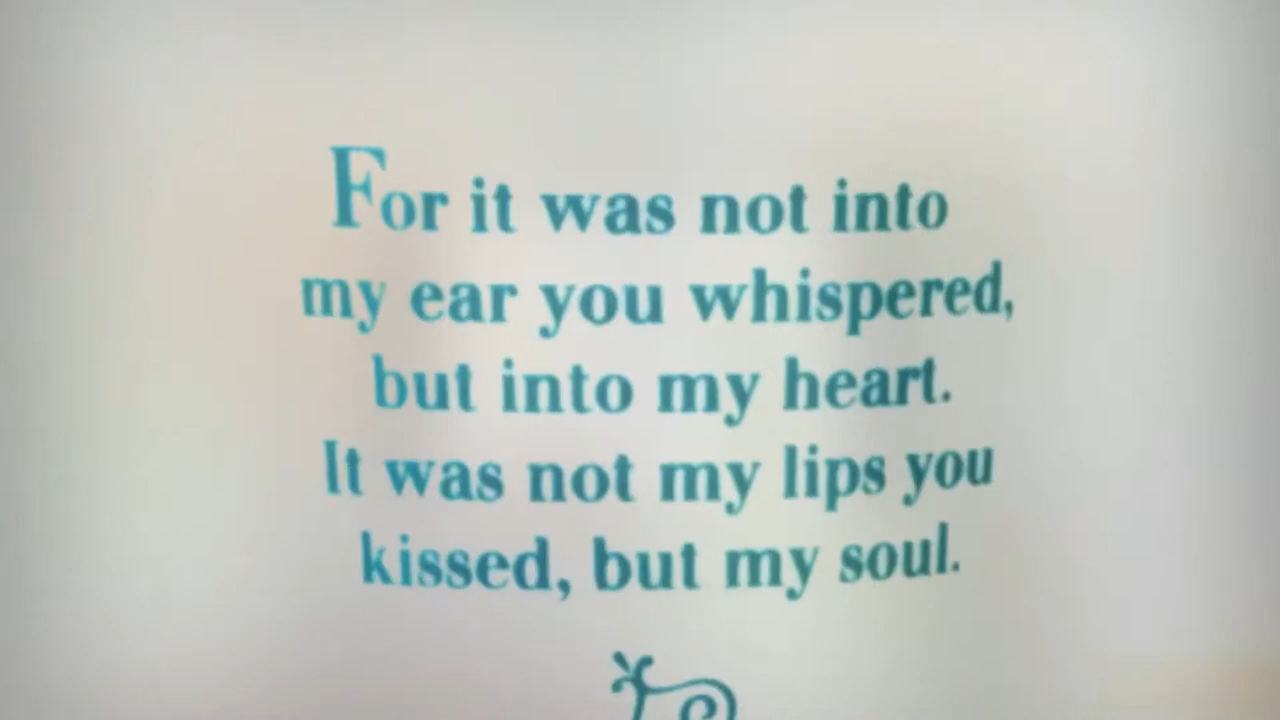 For it was not into
my ear you whispered,
but into my heart.
It was not my lips you
kissed, but my soul.